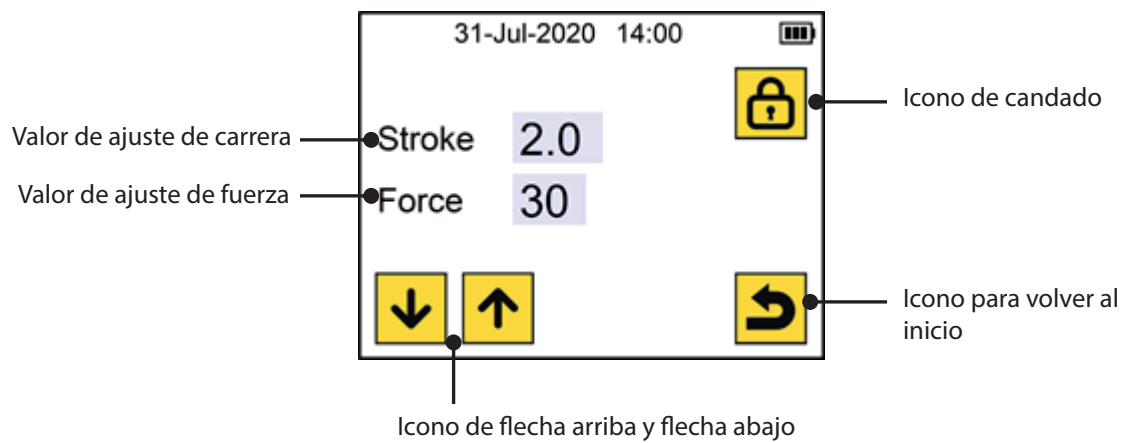 31-Jul-2020 14:00
Icono de candado
Valor de ajuste de carrera
Stroke 2.0
Valor de ajuste de fuerza
Force 30
Icono para volver al
inicio
Icono de flecha arriba y flecha abajo